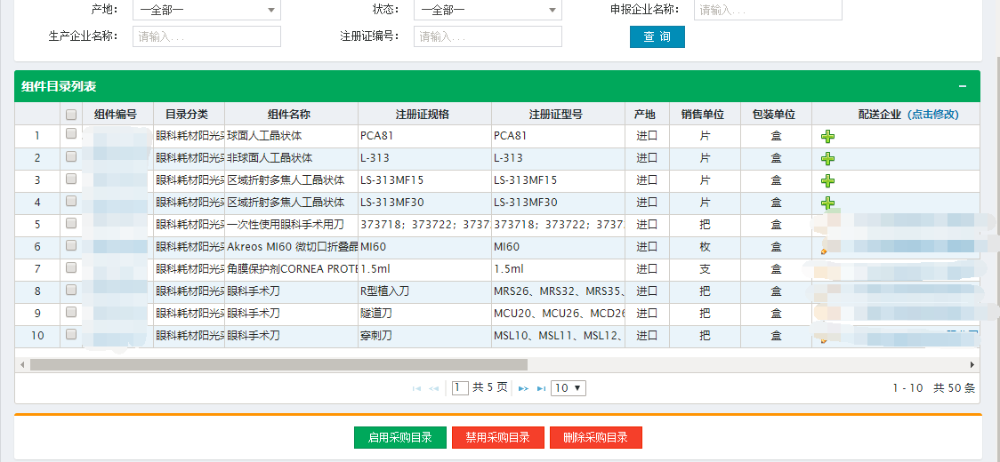 产地： —全部— 状态： —全部— 申报企业名称： 请输入...
生产企业名称： 请输入... 注册证编号： 请输入... 查 询
组件目录列表
组件编号 目录分类 组件名称 注册证规格 注册证型号 产地 销售单位 包装单位 配送企业 (点击修改)
1 眼科耗材阳光采 球面人工晶状体 PCA81 PCA81 进口 片 盒
2 眼科耗材阳光采 非球面人工晶状体 L-313 L-313 进口 片 盒
3 眼科耗材阳光采 区域折射多焦人工晶状体 LS-313MF15 LS-313MF15 进口 片 盒
4 眼科耗材阳光采 区域折射多焦人工晶状体 LS-313MF30 LS-313MF30 进口 片 盒
5 眼科耗材阳光采 一次性使用眼科手术用刀 373718；373722；3737 373718；373722；3737 进口 把 盒
6 眼科耗材阳光采 Akreos MI60 微切口折叠晶 MI60 MI60 进口 枚 盒
7 眼科耗材阳光采 角膜保护剂CORNEA PROTE 1.5ml 1.5ml 进口 支 盒
8 眼科耗材阳光采 眼科手术刀 R型植入刀 MRS26、MRS32、MRS35、 进口 把 盒
9 眼科耗材阳光采 眼科手术刀 隧道刀 MCU20、MCU26、MCD26 进口 把 盒
10 眼科耗材阳光采 眼科手术刀 穿刺刀 MSL10、MSL11、MSL12、 进口 把 盒
1 共 5 页 10 1 - 10 共 50 条
启用采购目录 禁用采购目录 删除采购目录